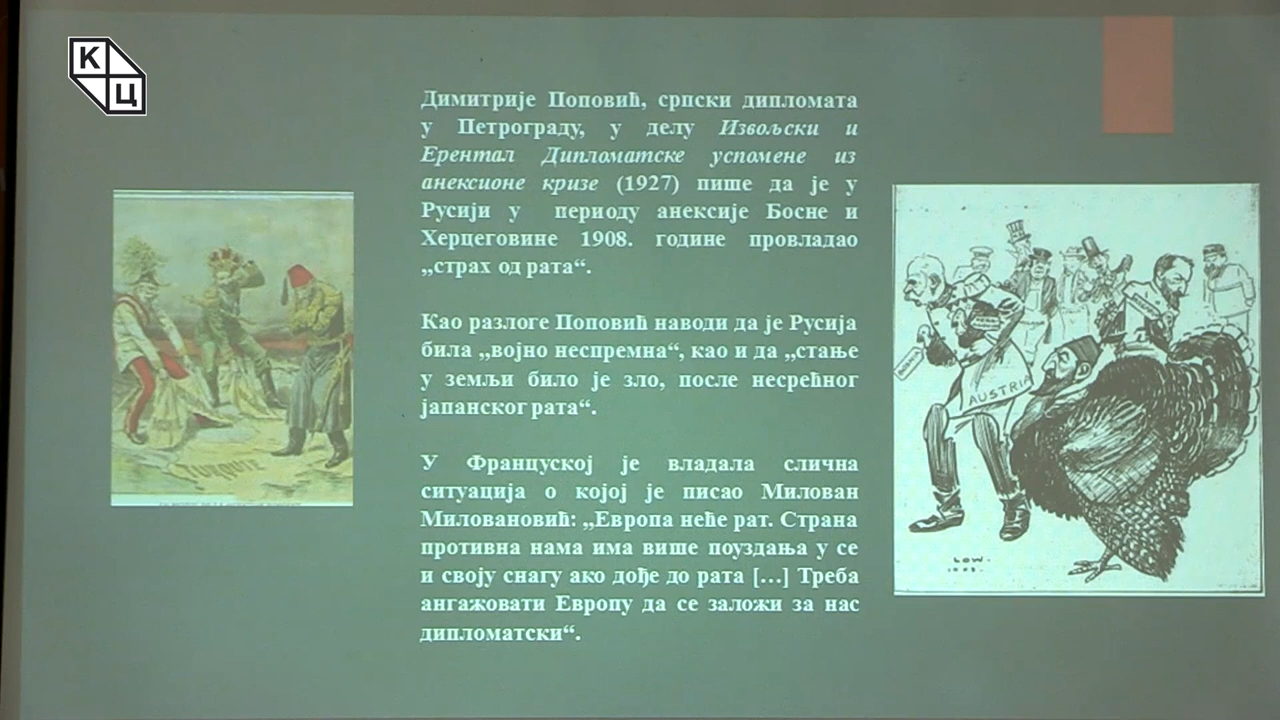 К
Ц
Димитрије Поповић, српски дипломата
у Петрограду, у делу Извољски и
Ерентал Дипломатске успомене из
анексионе кризе (1927) пише да је у
Русији у периоду анексије Босне и
Херцеговине 1908. године провладао
„страх од рата“.
Као разлоге Поповић наводи да је Русија
била „војно неспремна“, као и да „стање
у земљи било је зло, после несрећног
јапанског рата“.
У Француској је владала слична
ситуација о којој је писао Милован
Миловановић: „Европа неће рат. Страна
противна нама има више поуздања у се
и своју снагу ако дође до рата [...] Треба
ангажовати Европу да се заложи за нас
дипломатски“.
TURQUIE
AUSTRIA
LOW.